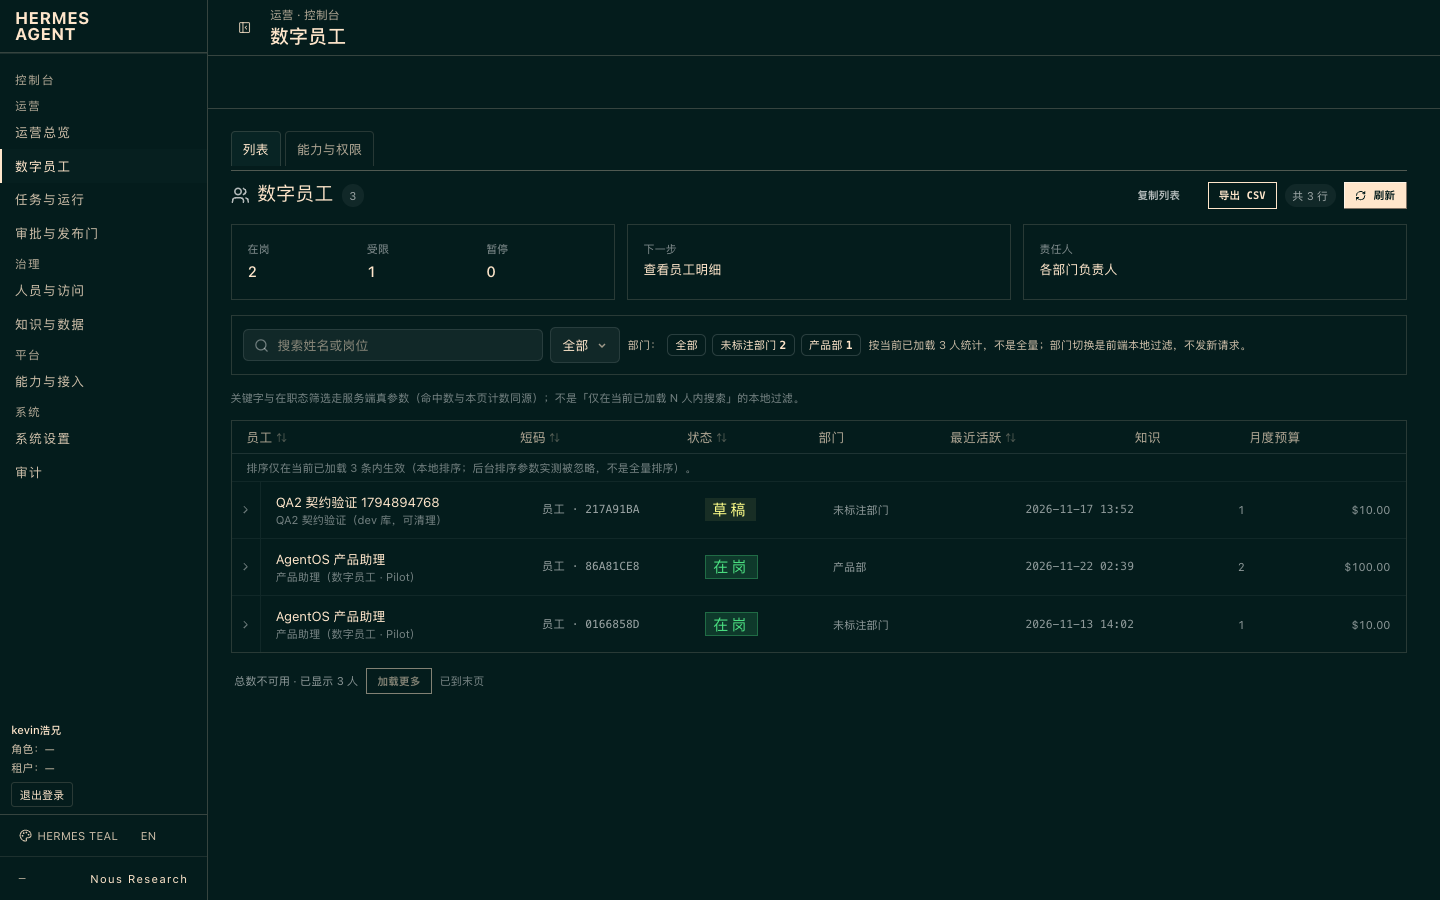 HERMES
AGENT
控制台
运营
运营总览
数字员工
任务与运行
审批与发布门
治理
人员与访问
知识与数据
平台
能力与接入
系统
系统设置
审计
kevin浩兄
角色: —
租户: —
退出登录
HERMES TEAL EN
— Nous Research
运营 · 控制台
数字员工
列表 能力与权限
数字员工 3 复制列表 导出 CSV 共 3 行 刷新
在岗 受限 暂停
2 1 0
下一步
查看员工明细
责任人
各部门负责人
搜索姓名或岗位 全部 部门: 全部 未标注部门 2 产品部 1 按当前已加载 3 人统计，不是全量；部门切换是前端本地过滤，不发新请求。
关键字与在职态筛选走服务端真参数（命中数与本页计数同源）；不是「仅在当前已加载 N 人内搜索」的本地过滤。
员工 短码 状态 部门 最近活跃 知识 月度预算
排序仅在当前已加载 3 条内生效（本地排序；后台排序参数实测被忽略，不是全量排序）。
QA2 契约验证 1794894768
QA2 契约验证（dev 库，可清理） 员工 · 217A91BA 草稿 未标注部门 2026-11-17 13:52 1 $10.00
AgentOS 产品助理
产品助理（数字员工 · Pilot） 员工 · 86A81CE8 在岗 产品部 2026-11-22 02:39 2 $100.00
AgentOS 产品助理
产品助理（数字员工 · Pilot） 员工 · 0166858D 在岗 未标注部门 2026-11-13 14:02 1 $10.00
总数不可用 · 已显示 3 人 加载更多 已到末页